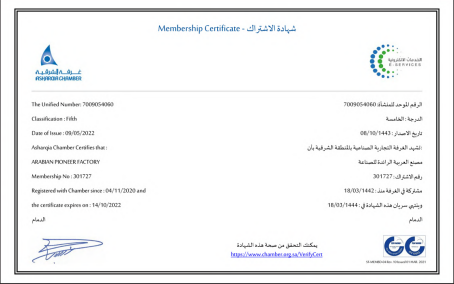 Membership Certificate - شهادة الاشتراك
غرفة الشرقية
ASHARQIA CHAMBER
الخدمات الالكترونية
E-SERVICES
The Unified Number: 7009054060
الرقم الموحد للمنشأة: 7009054060
Classification : Fifth
الدرجة : الخامسة
Date of Issue : 09/05/2022
تاريخ الاصدار : 08/10/1443
Asharqia Chamber Certifies that :
تشهد الغرفة التجارية الصناعية بالمنطقة الشرقية بأن:
ARABIAN PIONEER FACTORY
مصنع العربية الرائدة للصناعة
Membership No : 301727
رقم الاشتراك: 301727
Registered with Chamber since : 04/11/2020 and
مشتركة في الغرفة منذ : 18/03/1442
the certificate expires on : 14/10/2022
وينتهي سريان هذه الشهادة في : 18/03/1444
الدمام
الدمام
يمكنك التحقق من صحة هذه الشهادة
https://www.chamber.org.sa/VerifyCert